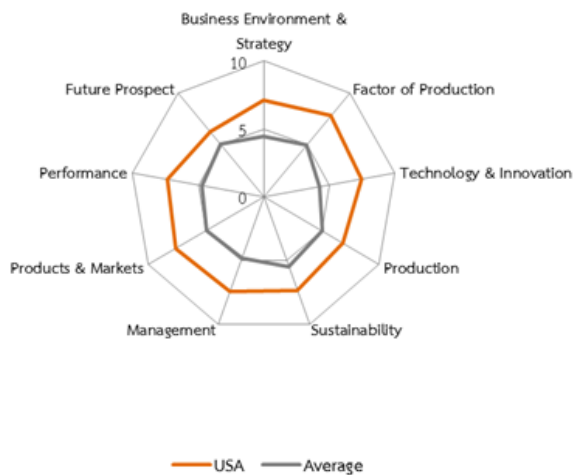 Business Environment &
Strategy
10
Future Prospect
Factor of Production
5
Performance
Technology & Innovation
0
Products & Markets
Production
Management
Sustainability
USA
Average